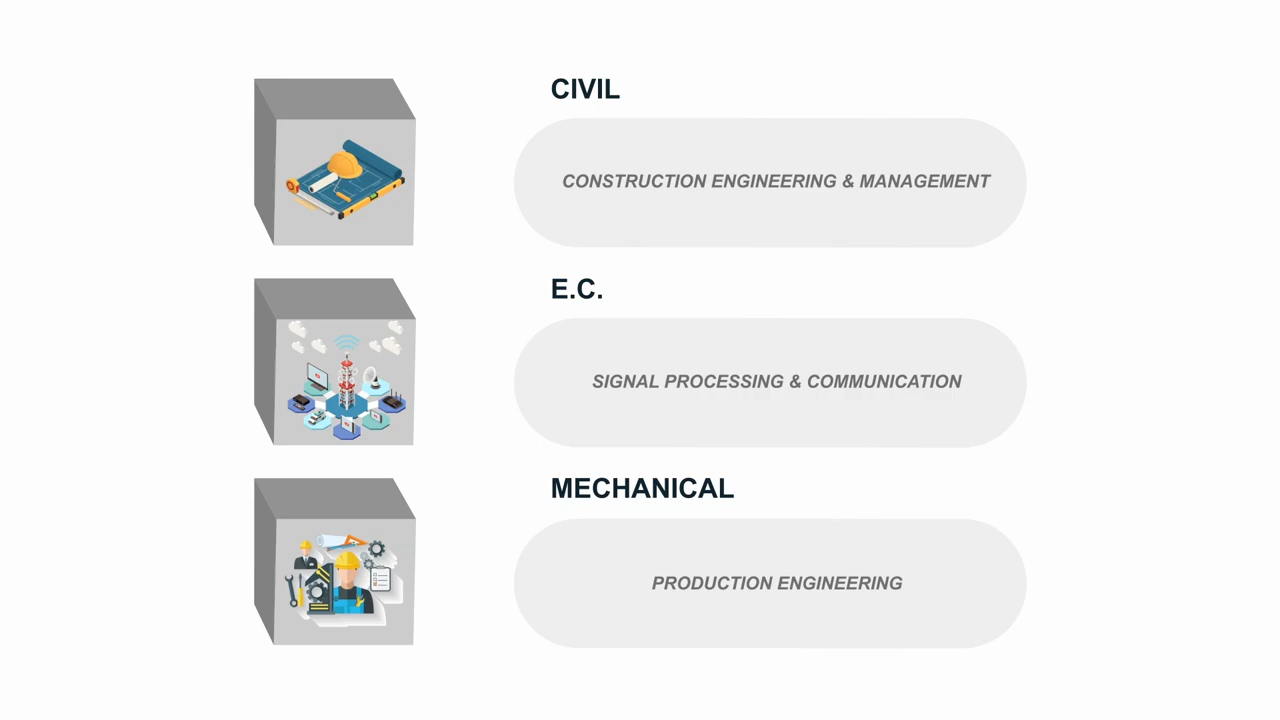 CIVIL
CONSTRUCTION ENGINEERING & MANAGEMENT
E.C.
SIGNAL PROCESSING & COMMUNICATION
MECHANICAL
PRODUCTION ENGINEERING